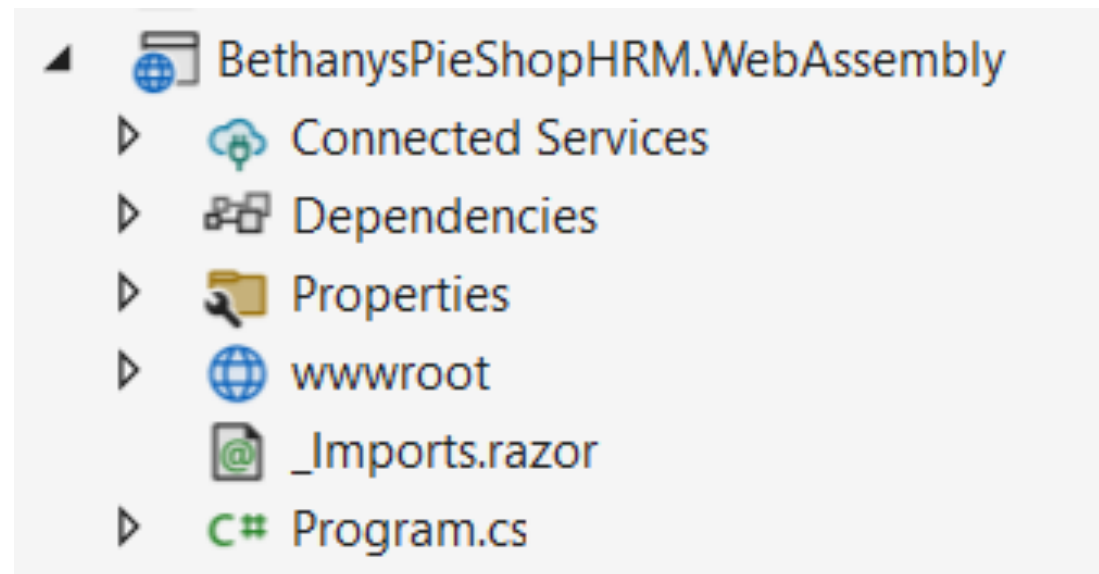 BethanysPieShopHRM.WebAssembly
Connected Services
Dependencies
Properties
wwwroot
_Imports.razor
C# Program.cs